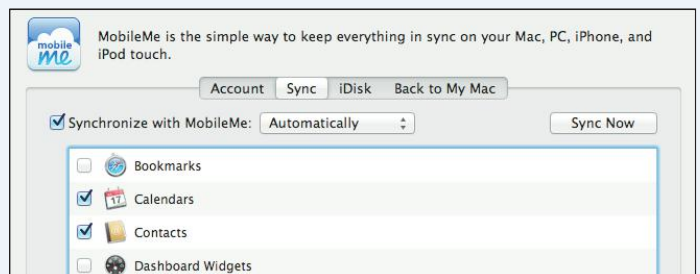 mobile
me
MobileMe is the simple way to keep everything in sync on your Mac, PC, iPhone, and
iPod touch.
Account Sync iDisk Back to My Mac
Synchronize with MobileMe: Automatically Sync Now
Bookmarks
17
Calendars
Contacts
Dashboard Widgets